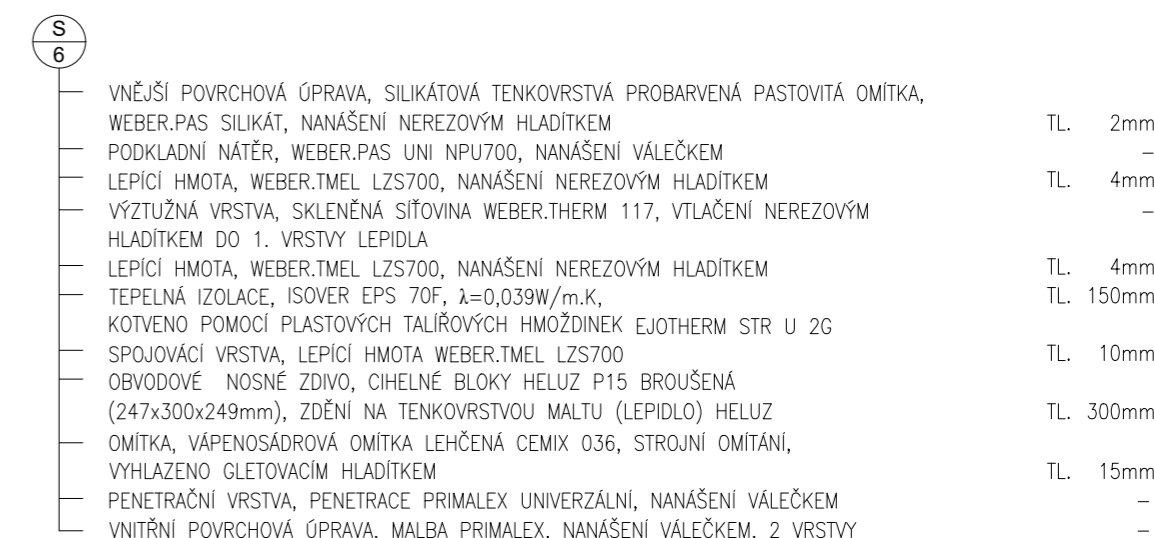 S
6
VNĚJŠÍ POVRCHOVÁ ÚPRAVA, SILIKÁTOVÁ TENKOVRSTVÁ PROBARVENÁ PASTOVITÁ OMÍTKA,
WEBER.PAS SILIKÁT, NANÁŠENÍ NEREZOVÝM HLADÍTKEM TL. 2mm
PODKLADNÍ NÁTĚR, WEBER.PAS UNI NPU700, NANÁŠENÍ VÁLEČKEM –
LEPÍCÍ HMOTA, WEBER.TMEL LZS700, NANÁŠENÍ NEREZOVÝM HLADÍTKEM TL. 4mm
VÝZTUŽNÁ VRSTVA, SKLENĚNÁ SÍŤOVINA WEBER.THERM 117, VTLAČENÍ NEREZOVÝM –
HLADÍTKEM DO 1. VRSTVY LEPIDLA
LEPÍCÍ HMOTA, WEBER.TMEL LZS700, NANÁŠENÍ NEREZOVÝM HLADÍTKEM TL. 4mm
TEPELNÁ IZOLACE, ISOVER EPS 70F, λ=0,039W/m.K, TL. 150mm
KOTVENO POMOCÍ PLASTOVÝCH TALÍŘOVÝCH HMOŽDINEK EJOTHERM STR U 2G
SPOJOVÁCÍ VRSTVA, LEPÍCÍ HMOTA WEBER.TMEL LZS700 TL. 10mm
OBVODOVÉ NOSNÉ ZDIVO, CIHELNÉ BLOKY HELUZ P15 BROUŠENÁ
(247x300x249mm), ZDĚNÍ NA TENKOVRSTVOU MALTU (LEPIDLO) HELUZ TL. 300mm
OMÍTKA, VÁPENOSÁDROVÁ OMÍTKA LEHČENÁ CEMIX 036, STROJNÍ OMÍTÁNÍ,
VYHLAZENO GLETOVACÍM HLADÍTKEM TL. 15mm
PENETRAČNÍ VRSTVA, PENETRACE PRIMALEX UNIVERZÁLNÍ, NANÁŠENÍ VÁLEČKEM –
VNITŘNÍ POVRCHOVÁ ÚPRAVA, MALBA PRIMALEX, NANÁŠENÍ VÁLEČKEM, 2 VRSTVY –